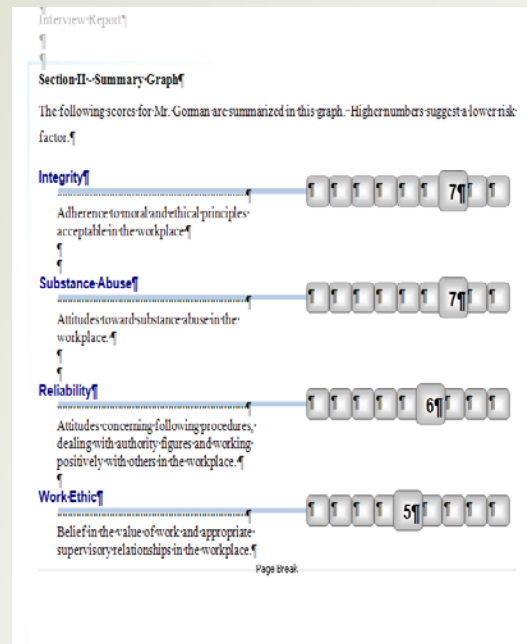 Interview·Report¶
¶
¶
¶
Section·II·-·Summary·Graph¶
The·following·scores·for·Mr.·Gorman·are·summarized·in·this·graph.··Higher·numbers·suggest·a·lower·risk·
factor.¶
Integrity¶
¶ ¶ ¶ ¶ ¶ ¶ 7¶ ¶ ¶
Adherence·to·moral·and·ethical·principles·
acceptable·in·the·workplace¶
¶
¶
Substance·Abuse¶
¶ ¶ ¶ ¶ ¶ ¶ 7¶ ¶ ¶
Attitudes·toward·substance·abuse·in·the·
workplace.¶
¶
¶
Reliability¶
¶ ¶ ¶ ¶ ¶ 6¶ ¶ ¶ ¶
Attitudes·concerning·following·procedures,·
dealing·with·authority·figures·and·working·
positively·with·others·in·the·workplace.¶
¶
Work·Ethic¶
¶ ¶ ¶ ¶ 5¶ ¶ ¶ ¶ ¶
Belief·in·the·value·of·work·and·appropriate·
supervisory·relationships·in·the·workplace.¶
Page Break